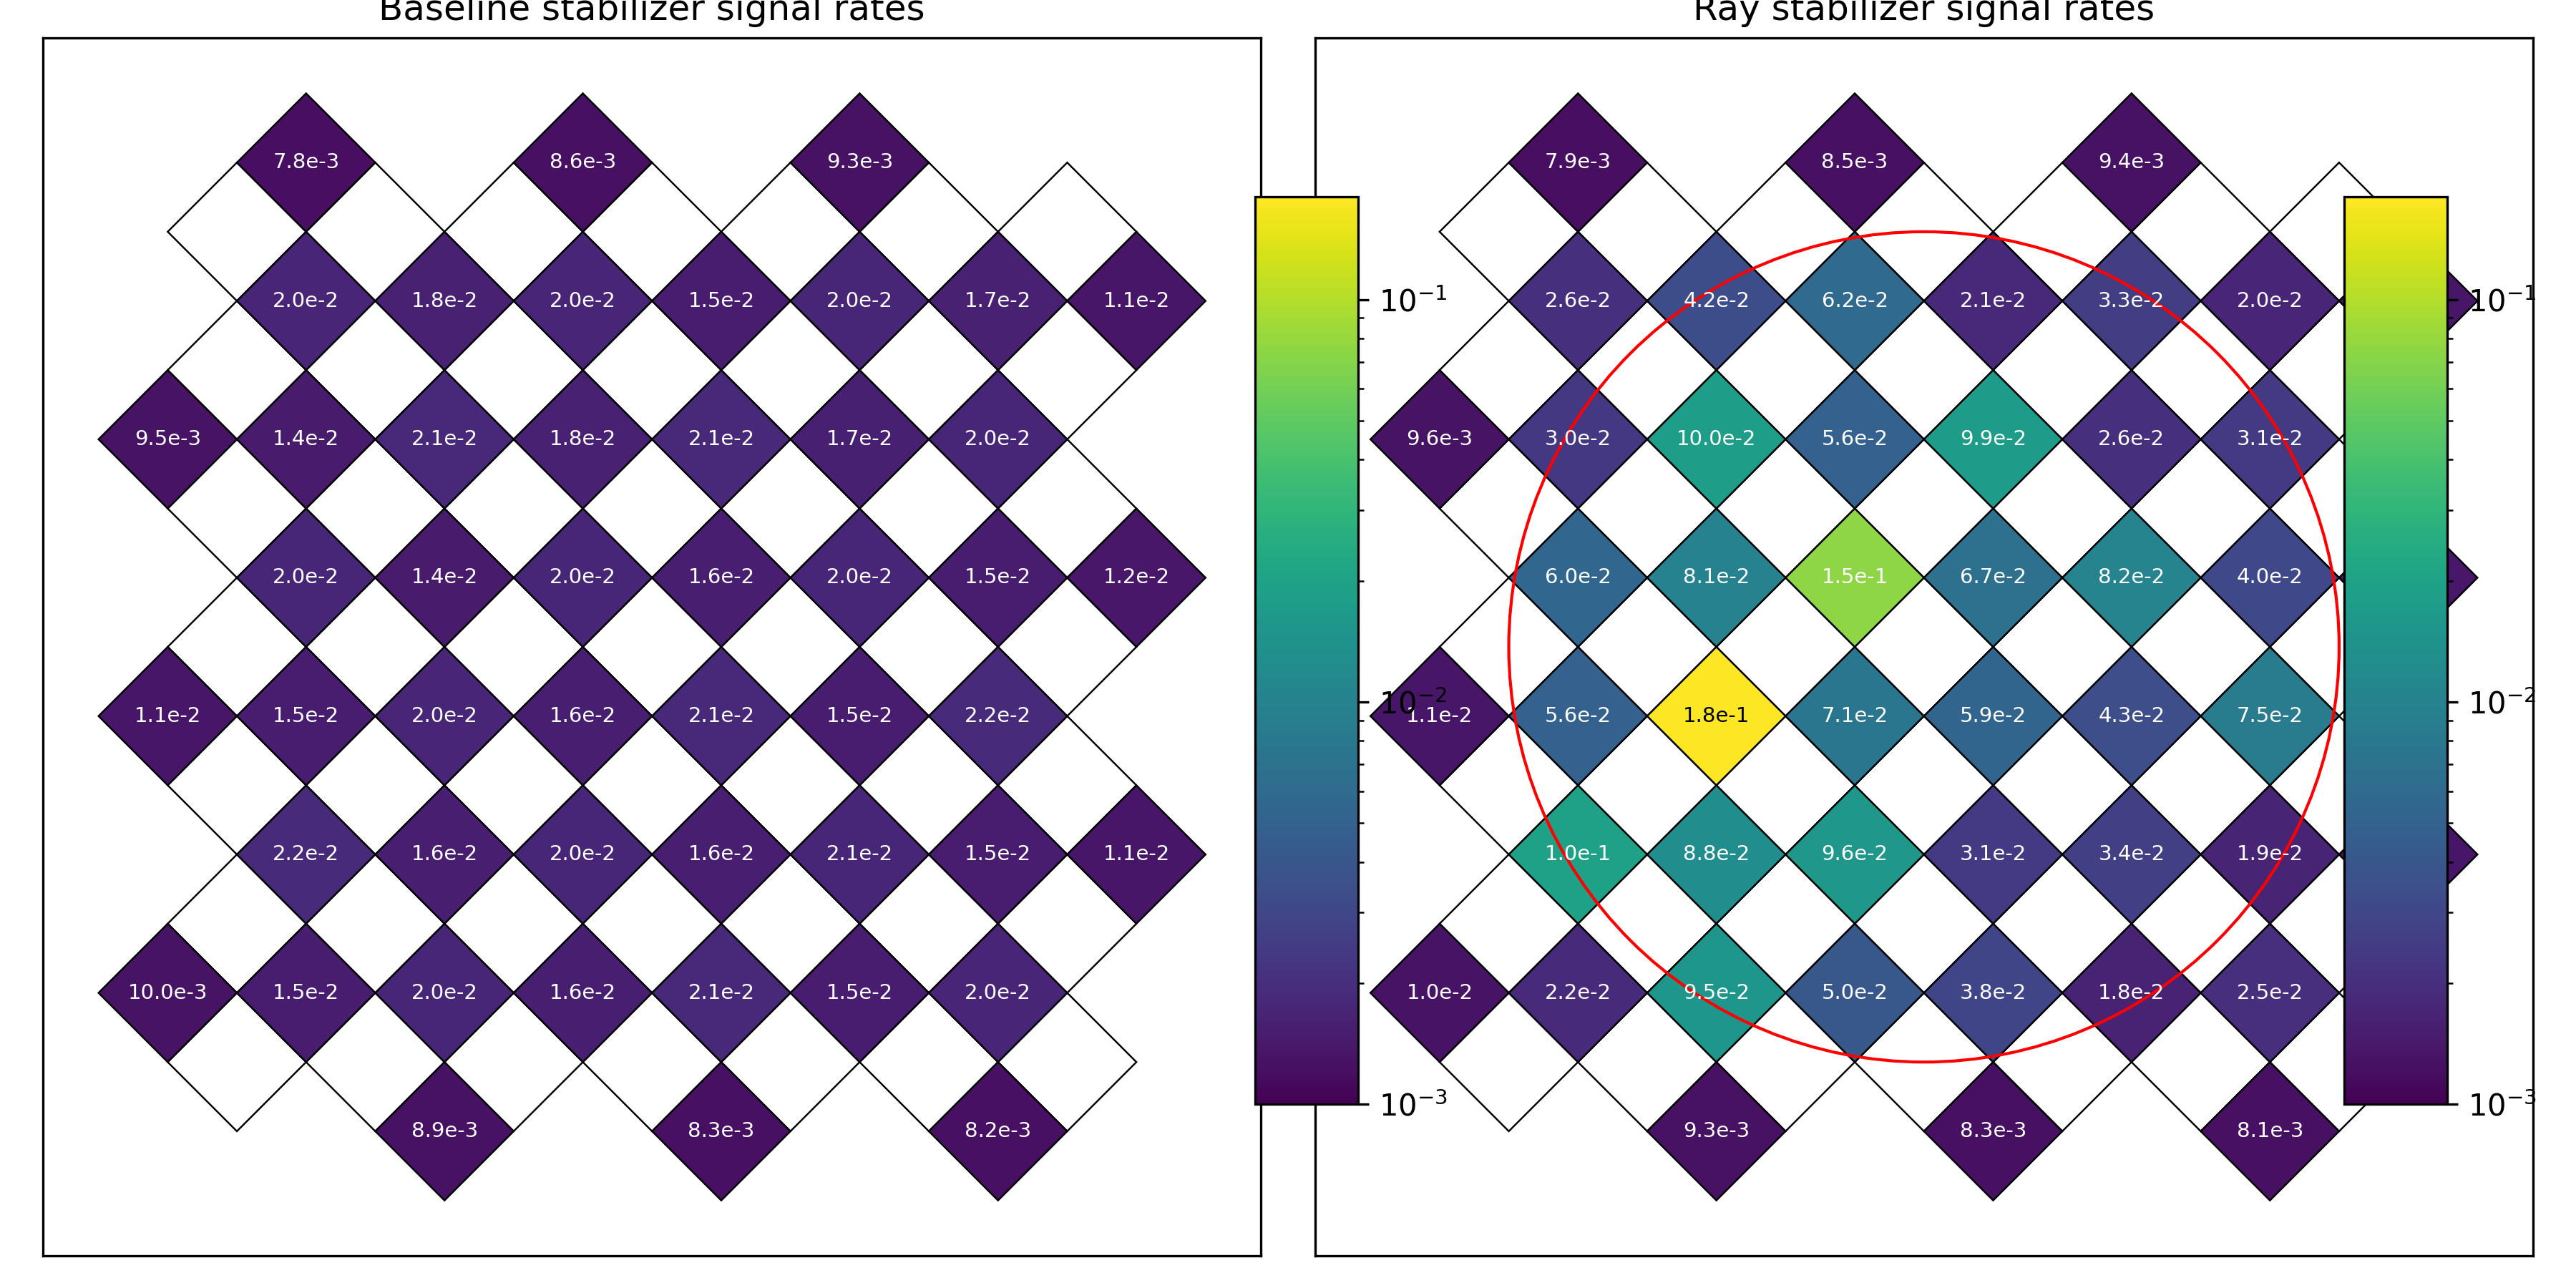 Baseline stabilizer signal rates
7.8e-3 8.6e-3 9.3e-3
2.0e-2 1.8e-2 2.0e-2 1.5e-2 2.0e-2 1.7e-2 1.1e-2
9.5e-3 1.4e-2 2.1e-2 1.8e-2 2.1e-2 1.7e-2 2.0e-2
2.0e-2 1.4e-2 2.0e-2 1.6e-2 2.0e-2 1.5e-2 1.2e-2
1.1e-2 1.5e-2 2.0e-2 1.6e-2 2.1e-2 1.5e-2 2.2e-2
2.2e-2 1.6e-2 2.0e-2 1.6e-2 2.1e-2 1.5e-2 1.1e-2
10.0e-3 1.5e-2 2.0e-2 1.6e-2 2.1e-2 1.5e-2 2.0e-2
8.9e-3 8.3e-3 8.2e-3
10⁻¹
10⁻²
10⁻³
Ray stabilizer signal rates
7.9e-3 8.5e-3 9.4e-3
2.6e-2 4.2e-2 6.2e-2 2.1e-2 3.3e-2 2.0e-2
9.6e-3 3.0e-2 10.0e-2 5.6e-2 9.9e-2 2.6e-2 3.1e-2
6.0e-2 8.1e-2 1.5e-1 6.7e-2 8.2e-2 4.0e-2
1.1e-2 5.6e-2 1.8e-1 7.1e-2 5.9e-2 4.3e-2 7.5e-2
1.0e-1 8.8e-2 9.6e-2 3.1e-2 3.4e-2 1.9e-2
1.0e-2 2.2e-2 9.5e-2 5.0e-2 3.8e-2 1.8e-2 2.5e-2
9.3e-3 8.3e-3 8.1e-3
10⁻¹
10⁻²
10⁻³